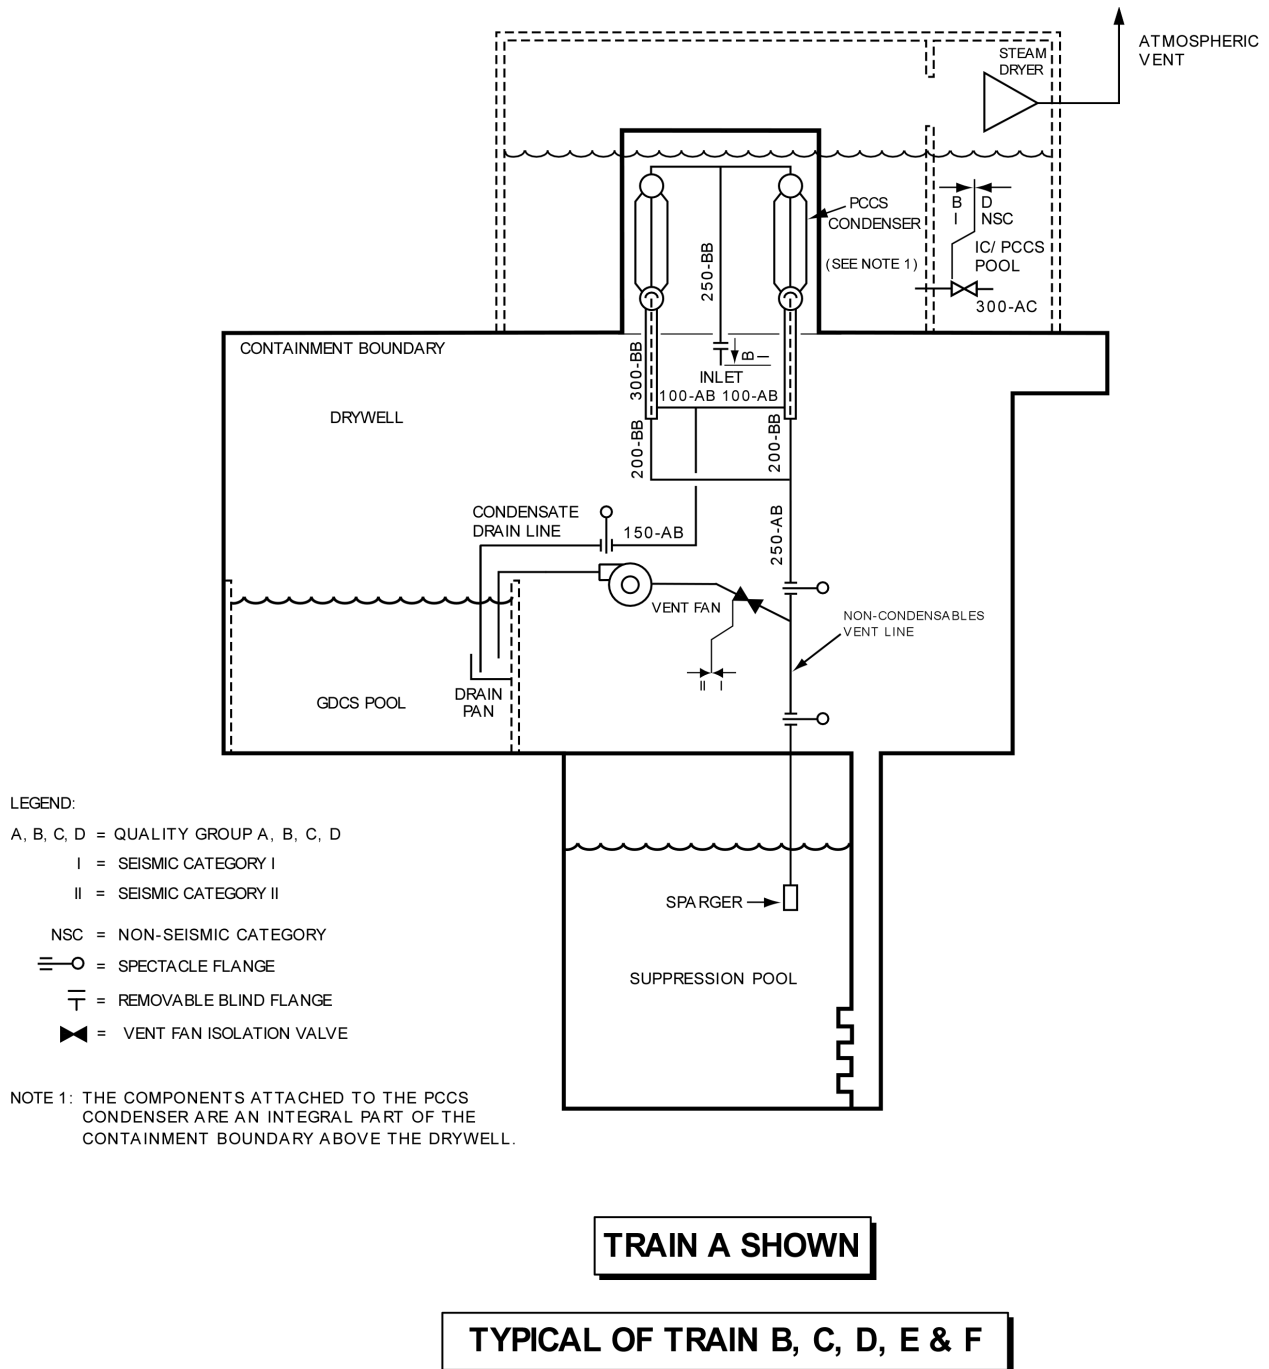 ATMOSPHERIC
VENT
STEAM
DRYER
PCCS
CONDENSER
(SEE NOTE 1)
B
I
D
NSC
IC/ PCCS
POOL
300-AC
250-BB
CONTAINMENT BOUNDARY
DRYWELL
300-BB
B
I
INLET
100-AB 100-AB
200-BB
200-BB
CONDENSATE
DRAIN LINE
150-AB
250-AB
VENT FAN
NON-CONDENSABLES
VENT LINE
II I
GDCS POOL
DRAIN
PAN
SPARGER
SUPPRESSION POOL
LEGEND:
A, B, C, D = QUALITY GROUP A, B, C, D
I = SEISMIC CATEGORY I
II = SEISMIC CATEGORY II
NSC = NON-SEISMIC CATEGORY
= SPECTACLE FLANGE
= REMOVABLE BLIND FLANGE
= VENT FAN ISOLATION VALVE
NOTE 1: THE COMPONENTS ATTACHED TO THE PCCS
CONDENSER ARE AN INTEGRAL PART OF THE
CONTAINMENT BOUNDARY ABOVE THE DRYWELL.
TRAIN A SHOWN
TYPICAL OF TRAIN B, C, D, E & F